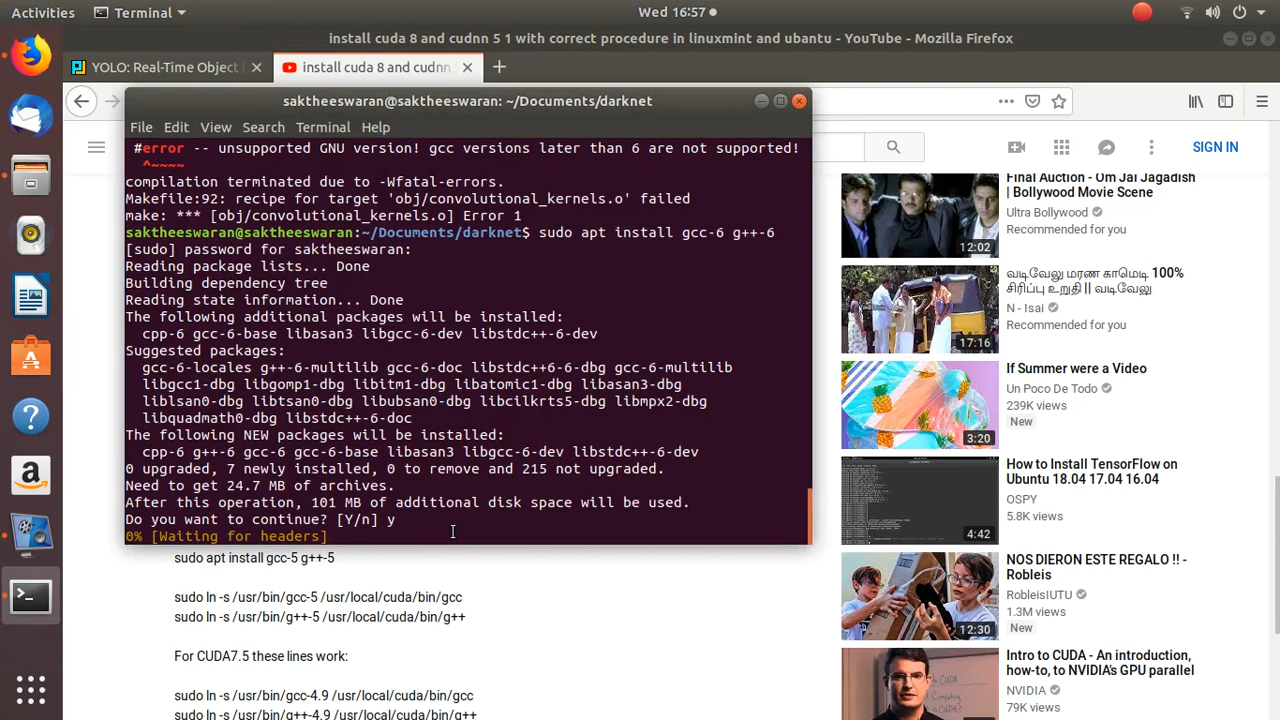 Activities
Terminal
Wed 16:57
install cuda 8 and cudnn 5 1 with correct procedure in linuxmint and ubantu - YouTube - Mozilla Firefox
YOLO: Real-Time Object
install cuda 8 and cudnn
saktheeswaran@saktheeswaran: ~/Documents/darknet
File Edit View Search Terminal Help
SIGN IN
#error -- unsupported GNU version! gcc versions later than 6 are not supported!
^~~~~
compilation terminated due to -Wfatal-errors.
Makefile:92: recipe for target 'obj/convolutional_kernels.o' failed
make: *** [obj/convolutional_kernels.o] Error 1
saktheeswaran@saktheeswaran:~/Documents/darknet$ sudo apt install gcc-6 g++-6
[sudo] password for saktheeswaran:
Reading package lists... Done
Building dependency tree
Reading state information... Done
The following additional packages will be installed:
cpp-6 gcc-6-base libasan3 libgcc-6-dev libstdc++-6-dev
Suggested packages:
gcc-6-locales g++-6-multilib gcc-6-doc libstdc++6-6-dbg gcc-6-multilib
libgcc1-dbg libgomp1-dbg libitm1-dbg libatomic1-dbg libasan3-dbg
liblsan0-dbg libtsan0-dbg libubsan0-dbg libcilkrts5-dbg libmpx2-dbg
libquadmath0-dbg libstdc++-6-doc
The following NEW packages will be installed:
cpp-6 g++-6 gcc-6 gcc-6-base libasan3 libgcc-6-dev libstdc++-6-dev
0 upgraded, 7 newly installed, 0 to remove and 215 not upgraded.
Need to get 24.7 MB of archives.
After this operation, MB of additional disk space will be used.
Do you want to continue? [Y/n] y
0% [Waiting for headers]
sudo apt install gcc-5 g++-5
sudo ln -s /usr/bin/gcc-5 /usr/local/cuda/bin/gcc
sudo ln -s /usr/bin/g++-5 /usr/local/cuda/bin/g++
For CUDA7.5 these lines work:
sudo ln -s /usr/bin/gcc-4.9 /usr/local/cuda/bin/gcc
sudo ln -s /usr/bin/g++-4.9 /usr/local/cuda/bin/g++
Final Auction - Om Jai Jagadish
| Bollywood Movie Scene
Ultra Bollywood
Recommended for you
12:02
வடிவேலு மரண காமெடி 100%
சிரிப்பு உறுதி || வடிவேலு
N - Isai
Recommended for you
17:16
If Summer were a Video
Un Poco De Todo
239K views
New
3:20
How to Install TensorFlow on
Ubuntu 18.04 17.04 16.04
OSPY
5.8K views
4:42
NOS DIERON ESTE REGALO !! -
Robleis
RobleisIUTU
1.3M views
New
12:30
Intro to CUDA - An introduction,
how-to, to NVIDIA's GPU parallel
NVIDIA
79K views